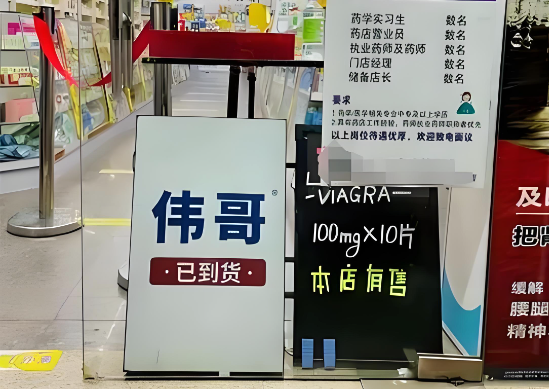 药学实习生 数名
药店营业员 数名
执业药师及药师 数名
门店经理 数名
储备店长 数名
要求
以上岗位待遇优厚，欢迎致电面议
伟哥®
·已到货·
-VIAGRA-
100mg×10片
本店有售
及
把
缓解
腰腿
精神